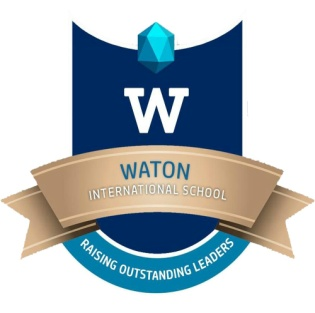 W
WATON
INTERNATIONAL SCHOOL
RAISING OUTSTANDING LEADERS